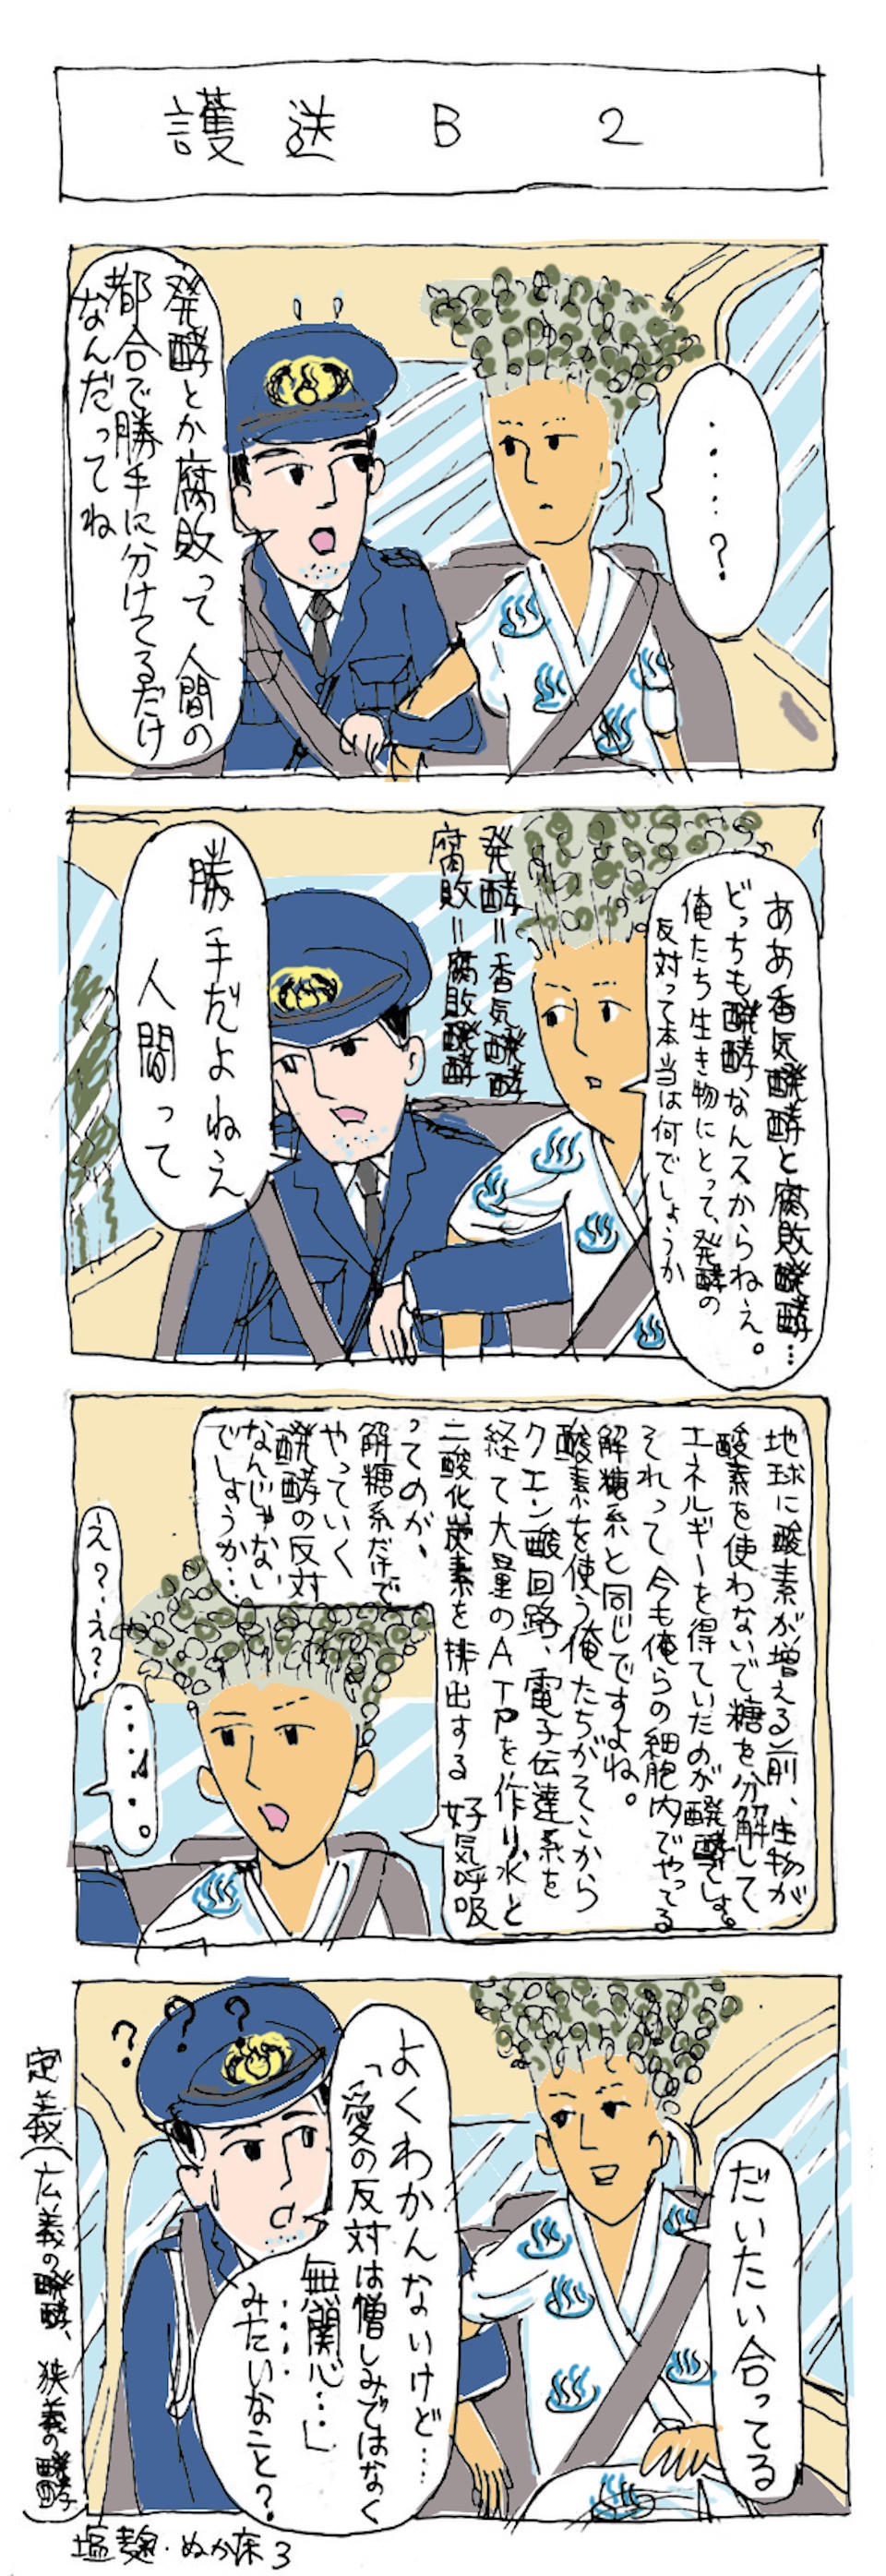 護送 B 2
・・・・・?
発酵とか腐敗って人間の
都合で勝手に分けてるだけ
なんだってね
ああ香気醗酵と腐敗醗酵…
どっちも醗酵なんスからねえ。
俺たち生き物にとって、発酵の
反対って本当は何でしょうか
発酵=香気醗酵
腐敗=腐敗醗酵
勝手だよねぇ
人間って
地球に酸素が増える前、生物が
酸素を使わないで糖を分解して
エネルギーを得ていたのが醗酵でしょ。
それって今も俺らの細胞内でやってる
解糖系と同じですよね。
酸素を使う俺たちがそこから
クエン酸回路、電子伝達系を
経て大量のATPを作り水と
二酸化炭素を排出する好気呼吸
ってのが、
解糖系だけで
やっていく
醗酵の反対
なんじゃない
でしょうか…
え?え?
・・・・・。
だいたい合ってる
よくわかんないけど…
「愛の反対は憎しみではなく
無関心…」
・・・・
みたいなこと?
? ? ?
定義(広義の醗酵、狭義の醗酵)
塩麹・ぬか床3